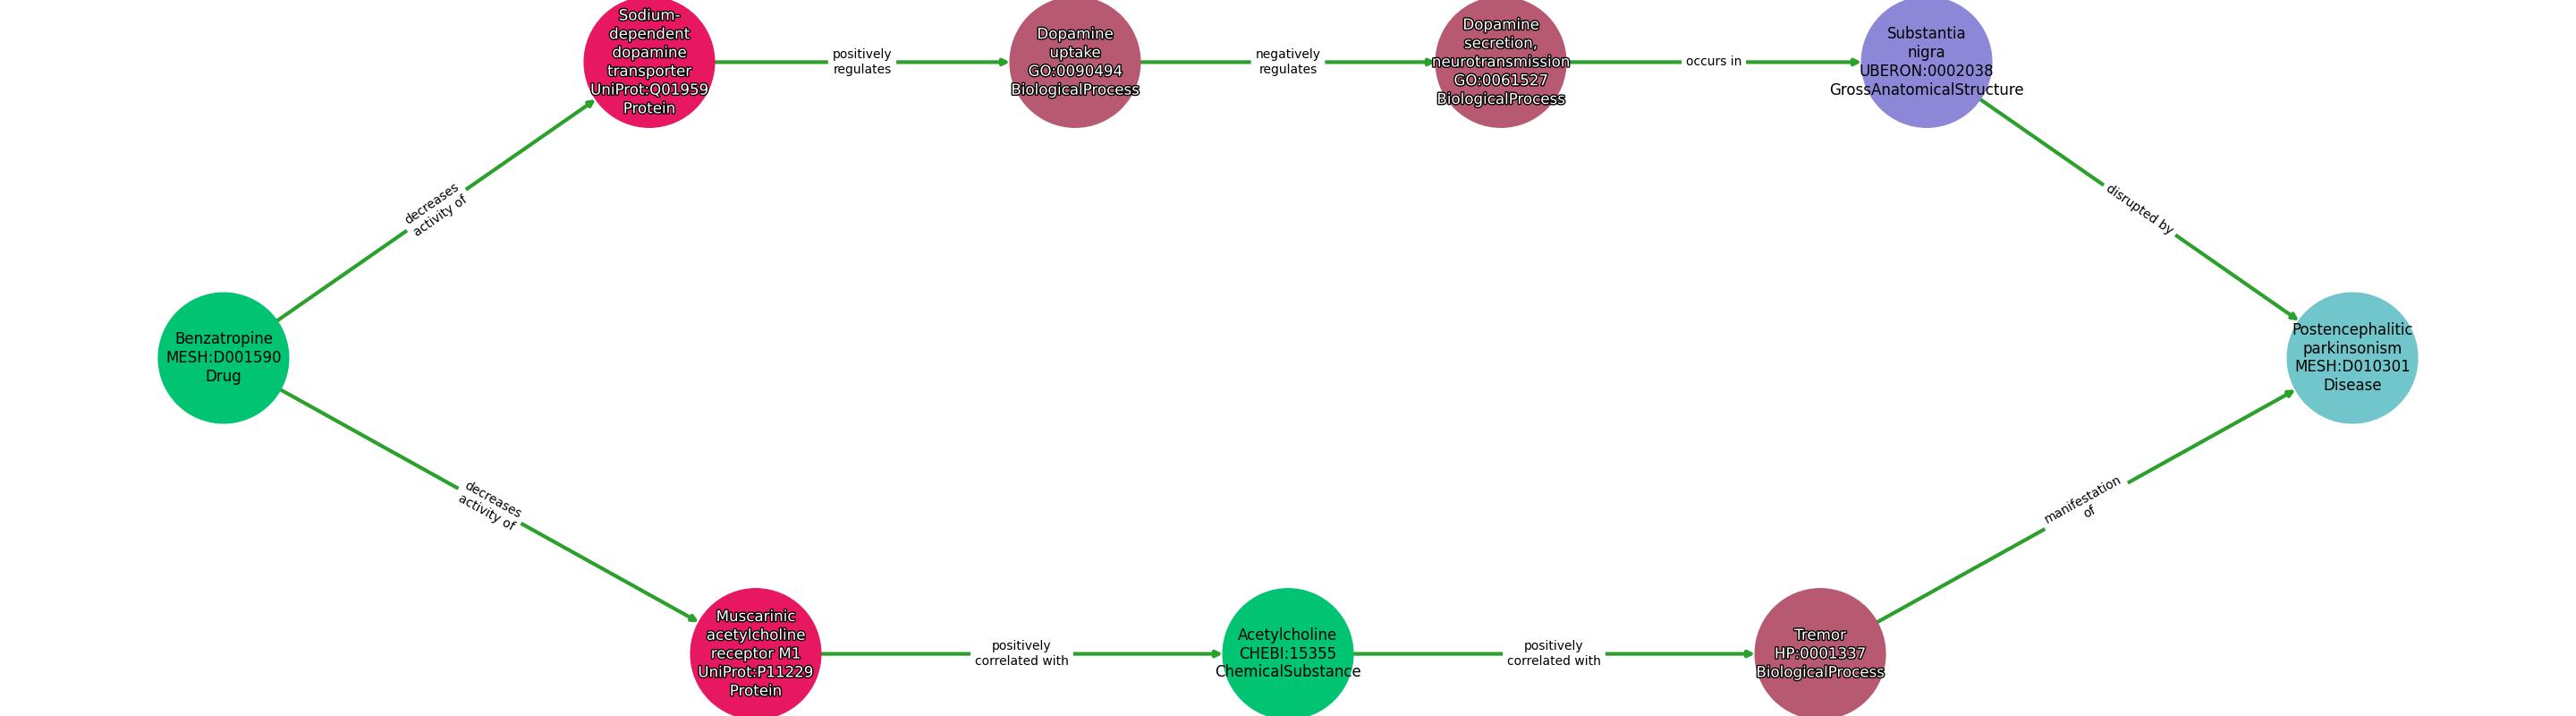 Sodium-
dependent
dopamine
transporter
UniProt:Q01959
Protein
positively
regulates
Dopamine
uptake
GO:0090494
BiologicalProcess
negatively
regulates
Dopamine
secretion,
neurotransmission
GO:0061527
BiologicalProcess
occurs in
Substantia
nigra
UBERON:0002038
GrossAnatomicalStructure
decreases
activity of
disrupted by
Benzatropine
MESH:D001590
Drug
Postencephalitic
parkinsonism
MESH:D010301
Disease
decreases
activity of
manifestation
of
Muscarinic
acetylcholine
receptor M1
UniProt:P11229
Protein
positively
correlated with
Acetylcholine
CHEBI:15355
ChemicalSubstance
positively
correlated with
Tremor
HP:0001337
BiologicalProcess